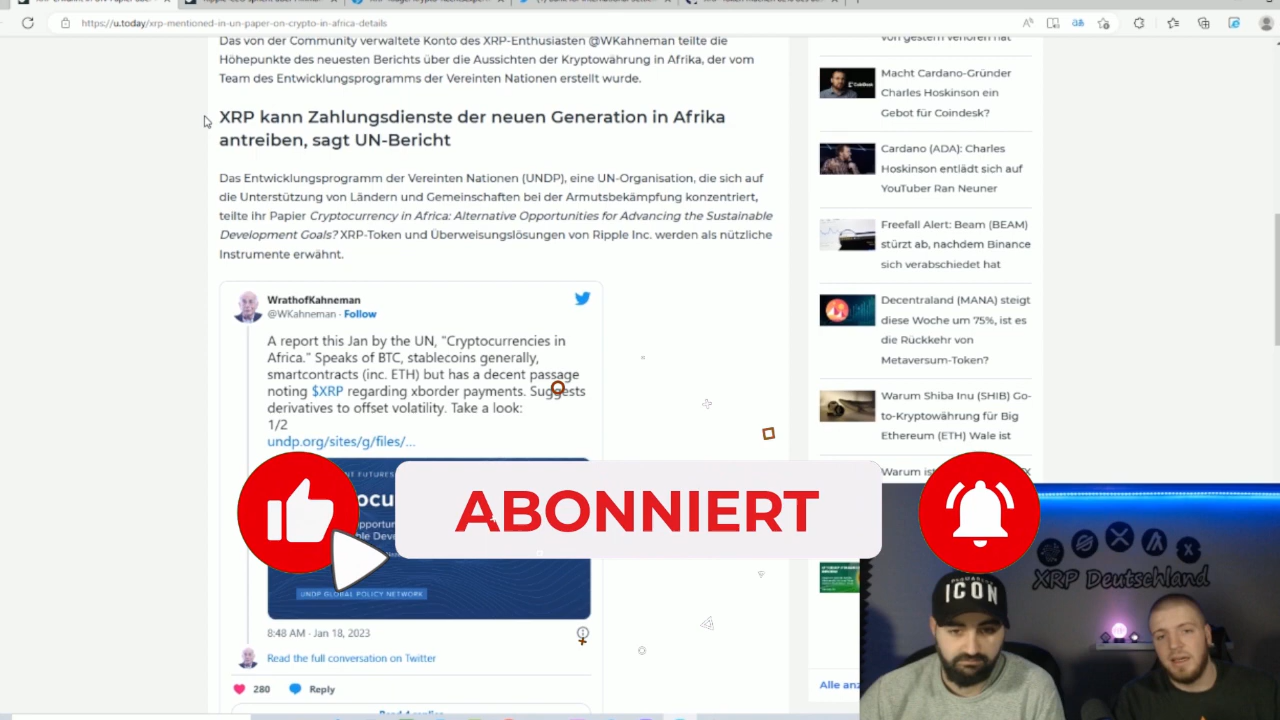 https://u.today/xrp-mentioned-in-un-paper-on-crypto-in-africa-details
Das von der Community verwaltete Konto des XRP-Enthusiasten @WKahneman teilte die
Höhepunkte des neuesten Berichts über die Aussichten der Kryptowährung in Afrika, der vom
Team des Entwicklungsprogramms der Vereinten Nationen erstellt wurde.
XRP kann Zahlungsdienste der neuen Generation in Afrika
antreiben, sagt UN-Bericht
Das Entwicklungsprogramm der Vereinten Nationen (UNDP), eine UN-Organisation, die sich auf
die Unterstützung von Ländern und Gemeinschaften bei der Armutsbekämpfung konzentriert,
teilte ihr Papier Cryptocurrency in Africa: Alternative Opportunities for Advancing the Sustainable
Development Goals? XRP-Token und Überweisungslösungen von Ripple Inc. werden als nützliche
Instrumente erwähnt.
WrathofKahneman
@WKahneman · Follow
A report this Jan by the UN, "Cryptocurrencies in
Africa." Speaks of BTC, stablecoins generally,
smartcontracts (inc. ETH) but has a decent passage
noting $XRP regarding xborder payments. Suggests
derivatives to offset volatility. Take a look:
1/2
undp.org/sites/g/files/...
UNDP GLOBAL POLICY NETWORK
8:48 AM · Jan 18, 2023
Read the full conversation on Twitter
280 Reply
von gestern verloren hat
Macht Cardano-Gründer
Charles Hoskinson ein
Gebot für Coindesk?
Cardano (ADA): Charles
Hoskinson entlädt sich auf
YouTuber Ran Neuner
Freefall Alert: Beam (BEAM)
stürzt ab, nachdem Binance
sich verabschiedet hat
Decentraland (MANA) steigt
diese Woche um 75%, ist es
die Rückkehr von
Metaversum-Token?
Warum Shiba Inu (SHIB) Go-
to-Kryptowährung für Big
Ethereum (ETH) Wale ist
Warum
ABONNIERT
XRP Deutschland
ICON